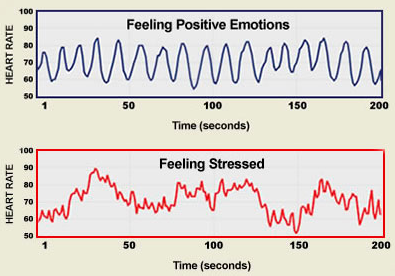 Feeling Positive Emotions
HEART RATE
100
90
80
70
60
50
1 50 100 150 200
Time (seconds)
Feeling Stressed
HEART RATE
100
90
80
70
60
50
1 50 100 150 200
Time (seconds)